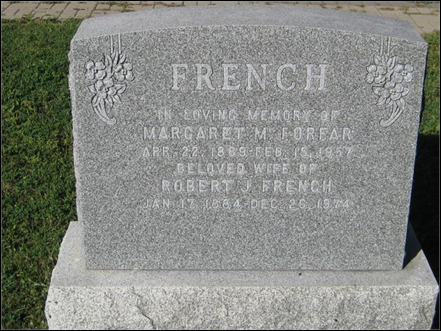 FRENCH
IN LOVING MEMORY OF
MARGARET M. FORFAR
APR. 22, 1889-FEB. 15, 1957
BELOVED WIFE OF
ROBERT J. FRENCH
JAN 17, 1884-DEC. 26, 1974